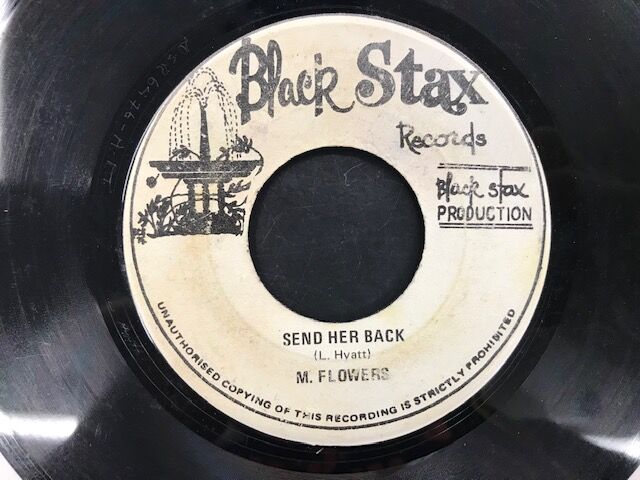 Black Stax
Records
Black Stax
PRODUCTION
SEND HER BACK
(L. Hyatt)
M. FLOWERS
UNAUTHORISED COPYING OF THIS RECORDING IS STRICTLY PROHIBITED